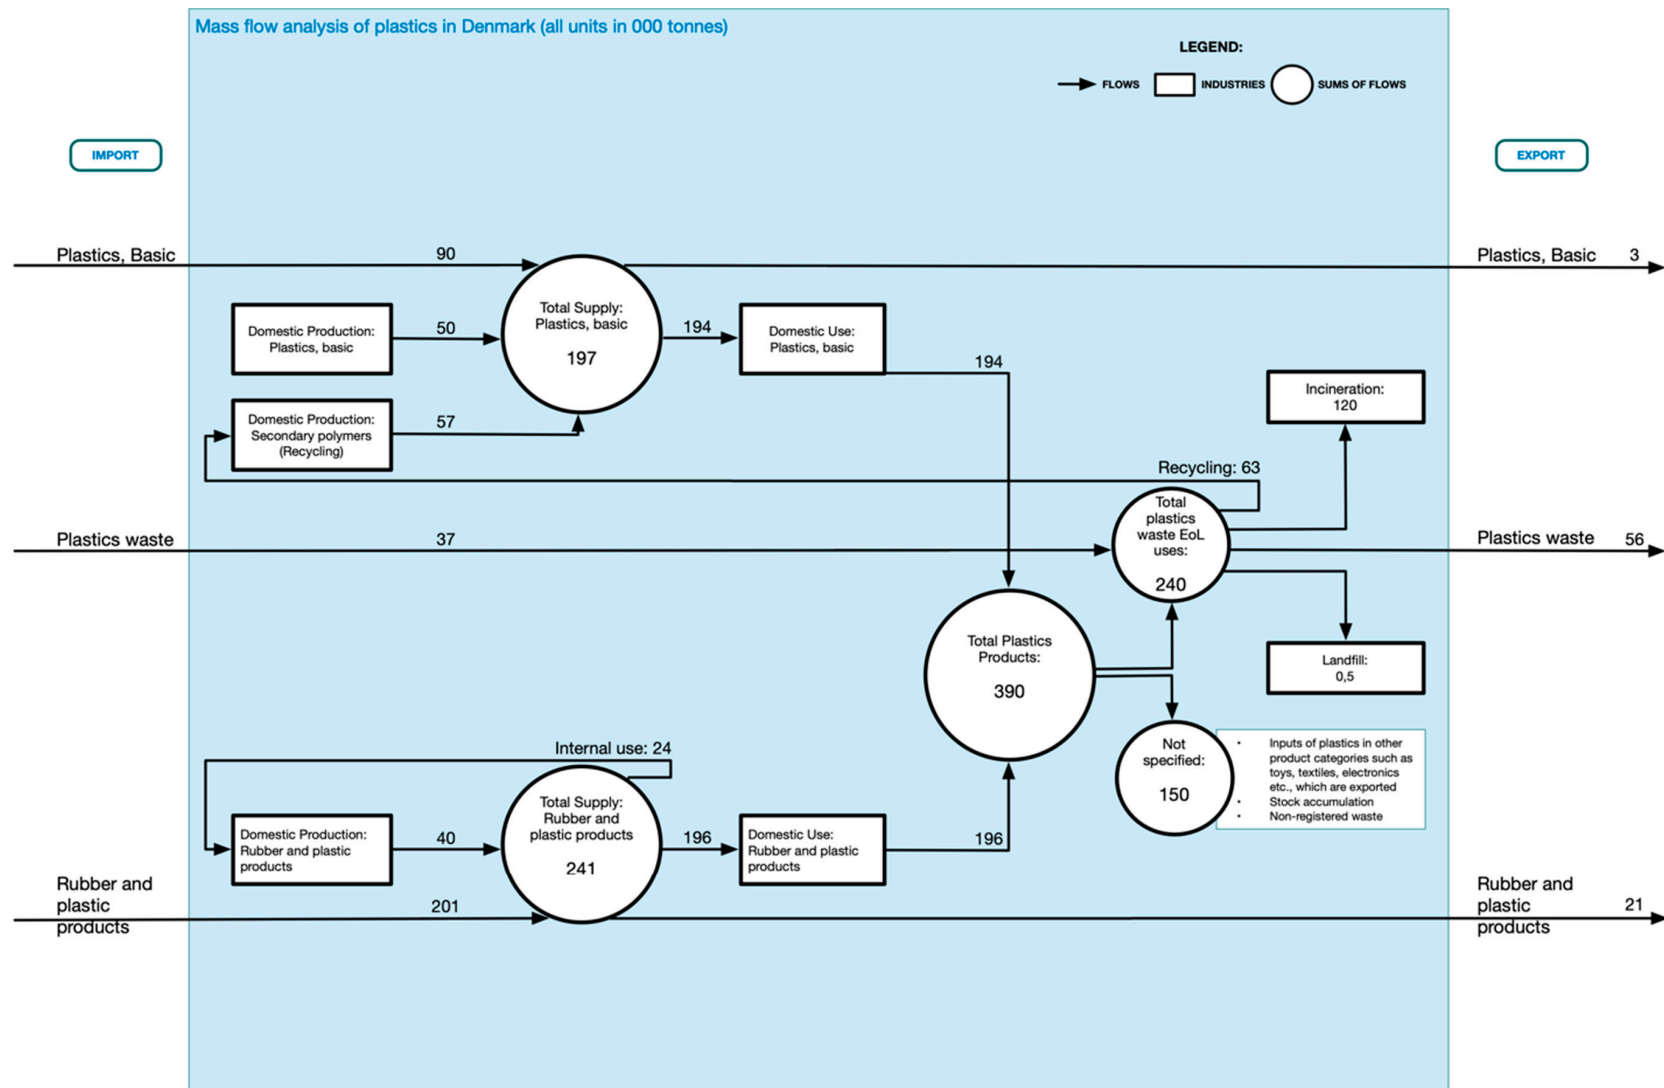 Mass flow analysis of plastics in Denmark (all units in 000 tonnes)
LEGEND:
FLOWS
INDUSTRIES
SUMS OF FLOWS
IMPORT
EXPORT
Plastics, Basic
90
Plastics, Basic
3
Domestic Production:
Plastics, basic
50
Total Supply:
Plastics, basic
197
194
Domestic Use:
Plastics, basic
194
Domestic Production:
Secondary polymers
(Recycling)
57
Incineration:
120
Recycling: 63
Plastics waste
37
Total
plastics
waste EoL
uses:
240
Plastics waste
56
Total Plastics
Products:
390
Landfill:
0,5
Not
specified:
150
• Inputs of plastics in other
product categories such as
toys, textiles, electronics
etc., which are exported
• Stock accumulation
• Non-registered waste
Internal use: 24
Domestic Production:
Rubber and plastic
products
40
Total Supply:
Rubber and
plastic products
241
196
Domestic Use:
Rubber and plastic
products
196
Rubber and
plastic
products
201
Rubber and
plastic
products
21